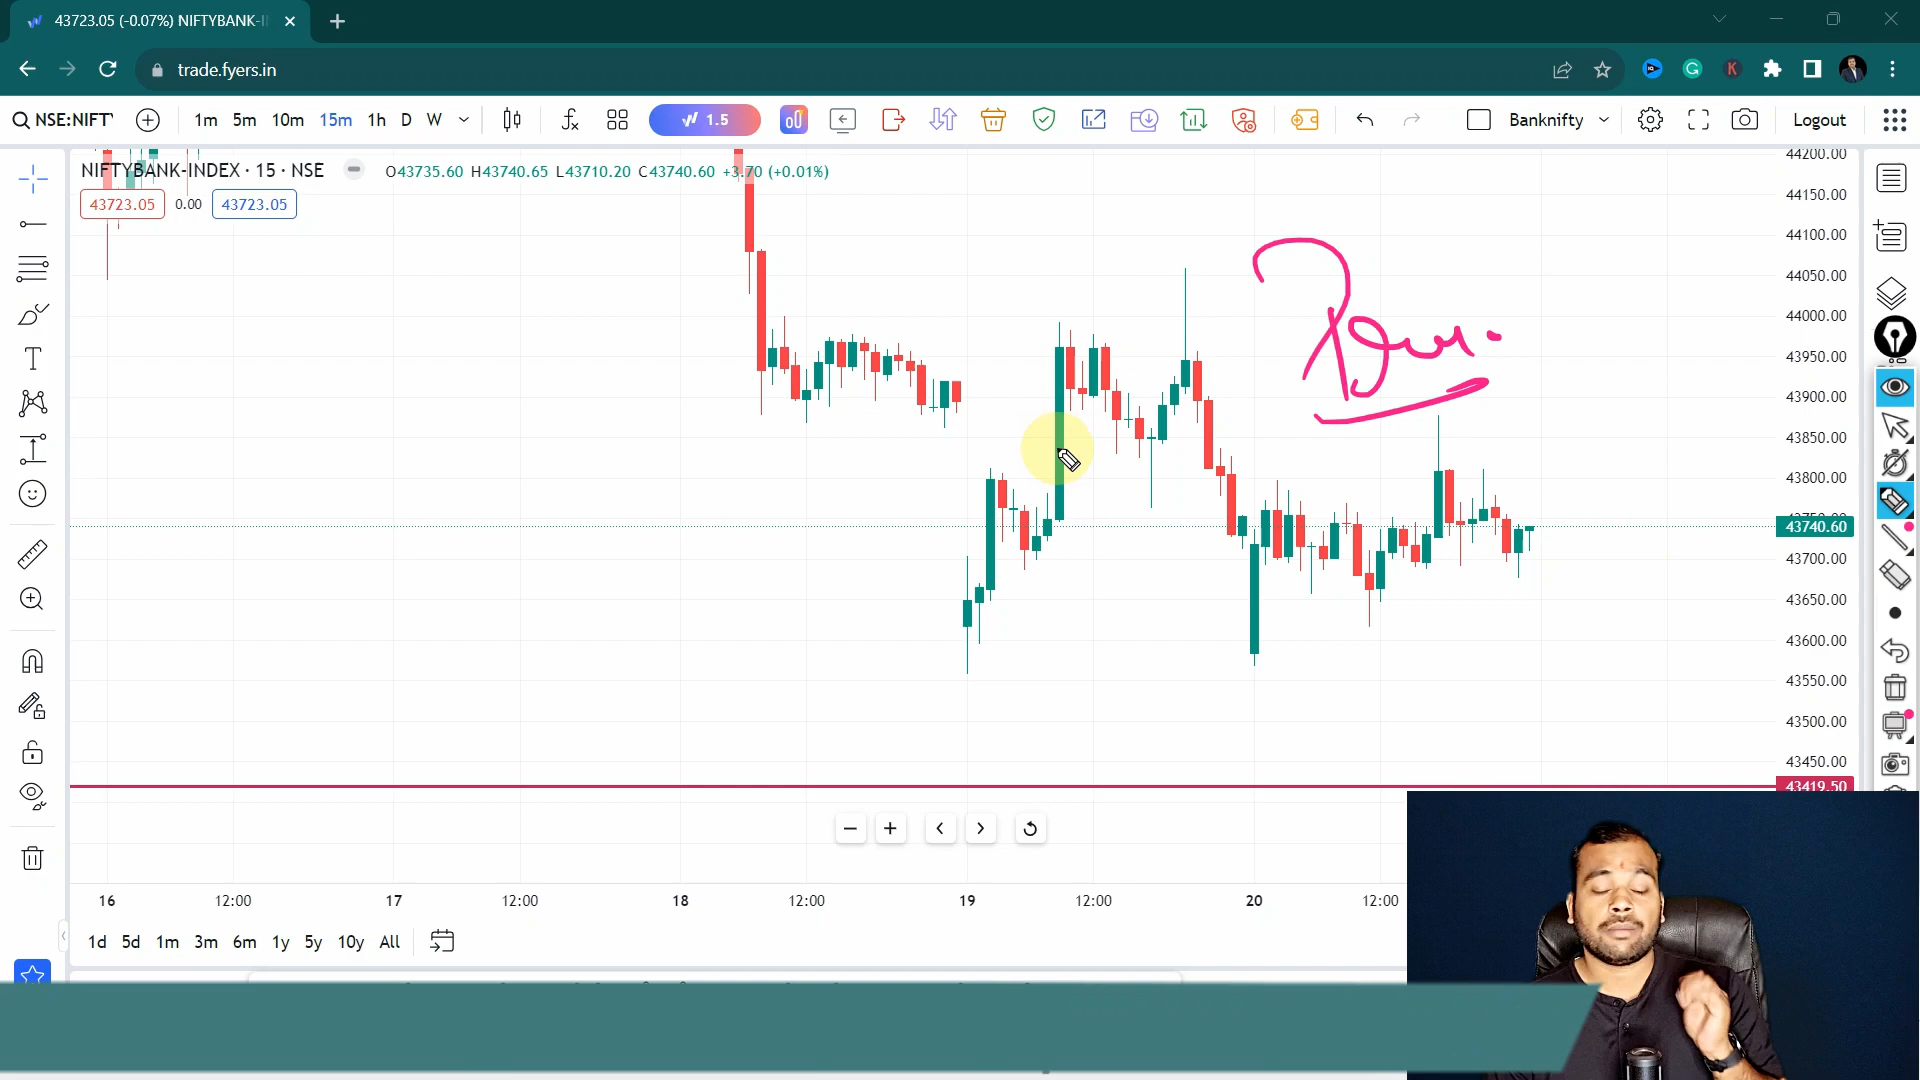 43723.05 (-0.07%) NIFTYBANK-I
trade.fyers.in
NSE:NIFTY 1m 5m 10m 15m 1h D W 1.5 Banknifty Logout
NIFTYBANK-INDEX · 15 · NSE O43735.60 H43740.65 L43710.20 C43740.60 +3.70 (+0.01%)
43723.05 0.00 43723.05
44200.00
44150.00
44100.00
44050.00
44000.00
43950.00
43900.00
43850.00
43800.00
43750.00
43740.60
43700.00
43650.00
43600.00
43550.00
43500.00
43450.00
43419.50
16 12:00 17 12:00 18 12:00 19 12:00 20 12:00
1d 5d 1m 3m 6m 1y 5y 10y All